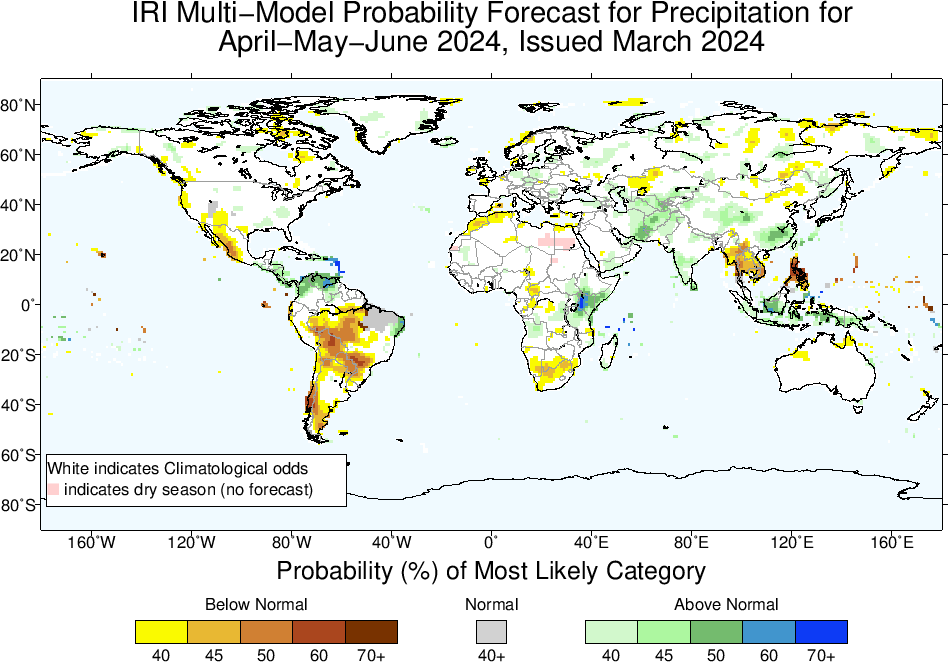 IRI Multi−Model Probability Forecast for Precipitation for
April−May−June 2024, Issued March 2024
80˚N
60˚N
40˚N
20˚N
0˚
20˚S
40˚S
60˚S
80˚S
White indicates Climatological odds
indicates dry season (no forecast)
160˚W 120˚W 80˚W 40˚W 0˚ 40˚E 80˚E 120˚E 160˚E
Probability (%) of Most Likely Category
Below Normal Normal Above Normal
40 45 50 60 70+ 40+ 40 45 50 60 70+